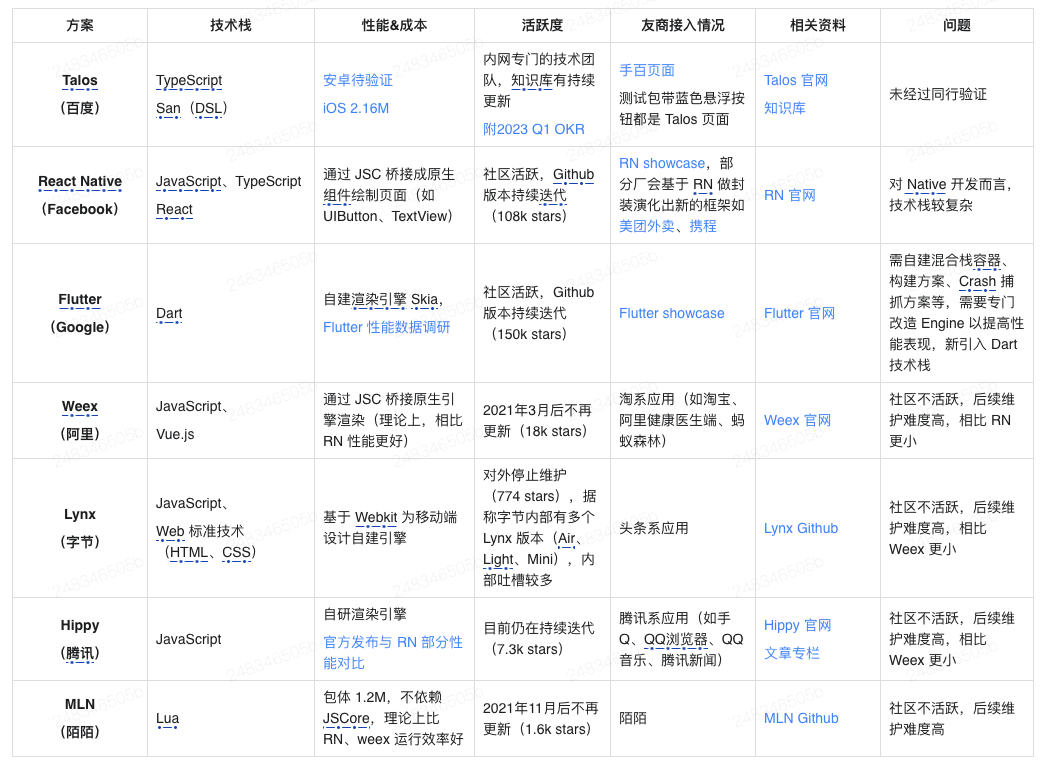 方案
技术栈
性能&成本
活跃度
友商接入情况
相关资料
问题
Talos
（百度）
TypeScript
San（DSL）
安卓待验证
iOS 2.16M
内网专门的技术团
队，知识库有持续
更新
附2023 Q1 OKR
手百页面
测试包带蓝色悬浮按
钮都是 Talos 页面
Talos 官网
知识库
未经过同行验证
React Native
（Facebook）
JavaScript、TypeScript
React
通过 JSC 桥接成原生
组件绘制页面（如
UIButton、TextView）
社区活跃，Github
版本持续迭代
（108k stars）
RN showcase，部
分厂会基于 RN 做封
装演化出新的框架如
美团外卖、携程
RN 官网
对 Native 开发而言，
技术栈较复杂
Flutter
（Google）
Dart
自建渲染引擎 Skia，
Flutter 性能数据调研
社区活跃，Github
版本持续迭代
（150k stars）
Flutter showcase
Flutter 官网
需自建混合栈容器、
构建方案、Crash 捕
抓方案等，需要专门
改造 Engine 以提高性
能表现，新引入 Dart
技术栈
Weex
（阿里）
JavaScript、
Vue.js
通过 JSC 桥接原生引
擎渲染（理论上，相比
RN 性能更好）
2021年3月后不再
更新（18k stars）
淘系应用（如淘宝、
阿里健康医生端、蚂
蚁森林）
Weex 官网
社区不活跃，后续维
护难度高，相比 RN
更小
Lynx
（字节）
JavaScript、
Web 标准技术
（HTML、CSS）
基于 Webkit 为移动端
设计自建引擎
对外停止维护
（774 stars），据
称字节内部有多个
Lynx 版本（Air、
Light、Mini），内
部吐槽较多
头条系应用
Lynx Github
社区不活跃，后续维
护难度高，相比
Weex 更小
Hippy
（腾讯）
JavaScript
自研渲染引擎
官方发布与 RN 部分性
能对比
目前仍在持续迭代
（7.3k stars）
腾讯系应用（如手
Q、QQ浏览器、QQ
音乐、腾讯新闻）
Hippy 官网
文章专栏
社区不活跃，后续维
护难度高，相比
Weex 更小
MLN
（陌陌）
Lua
包体 1.2M，不依赖
JSCore，理论上比
RN、weex 运行效率好
2021年11月后不再
更新（1.6k stars）
陌陌
MLN Github
社区不活跃，后续维
护难度高
248346505b